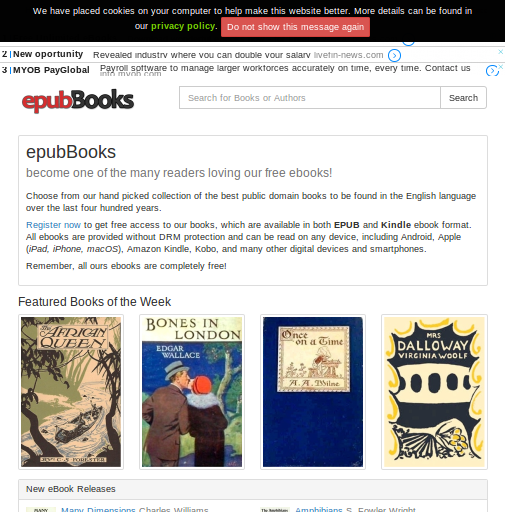 We have placed cookies on your computer to help make this website better. More details can be found in
our privacy policy. Do not show this message again
2 New oportunity Revealed industry where you can double your salary livefin-news.com
3 MYOB PayGlobal Payroll software to manage larger workforces accurately on time, every time. Contact us
info.myob.com
epubBooks Search for Books or Authors Search
epubBooks
become one of the many readers loving our free ebooks!
Choose from our hand picked collection of the best public domain books to be found in the English language
over the last four hundred years.
Register now to get free access to our books, which are available in both EPUB and Kindle ebook format.
All ebooks are provided without DRM protection and can be read on any device, including Android, Apple
(iPad, iPhone, macOS), Amazon Kindle, Kobo, and many other digital devices and smartphones.
Remember, all ours ebooks are completely free!
Featured Books of the Week
The
AFRICAN
QUEEN
FORESTER
BONES IN
LONDON
EDGAR
WALLACE
Once
on a Time
A.A.Milne
MRS
DALLOWAY
VIRGINIA WOOLF
New eBook Releases
Many Dimensions Charles Williams
Amphibians S. Fowler Wright